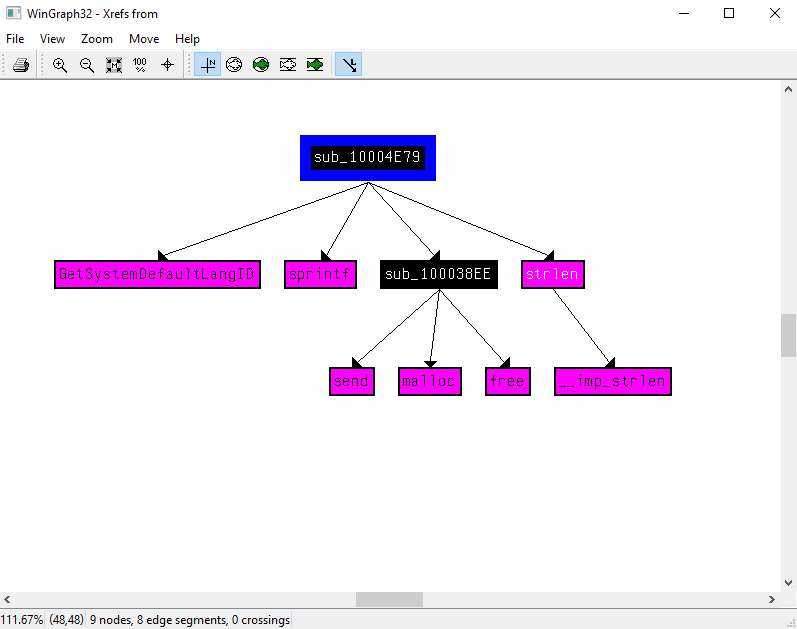 WinGraph32 - Xrefs from
File View Zoom Move Help
100%
N
sub_10004E79
GetSystemDefaultLangID sprintf sub_100038EE strlen
send malloc free __imp_strlen
111.67% (48,48) 9 nodes, 8 edge segments, 0 crossings